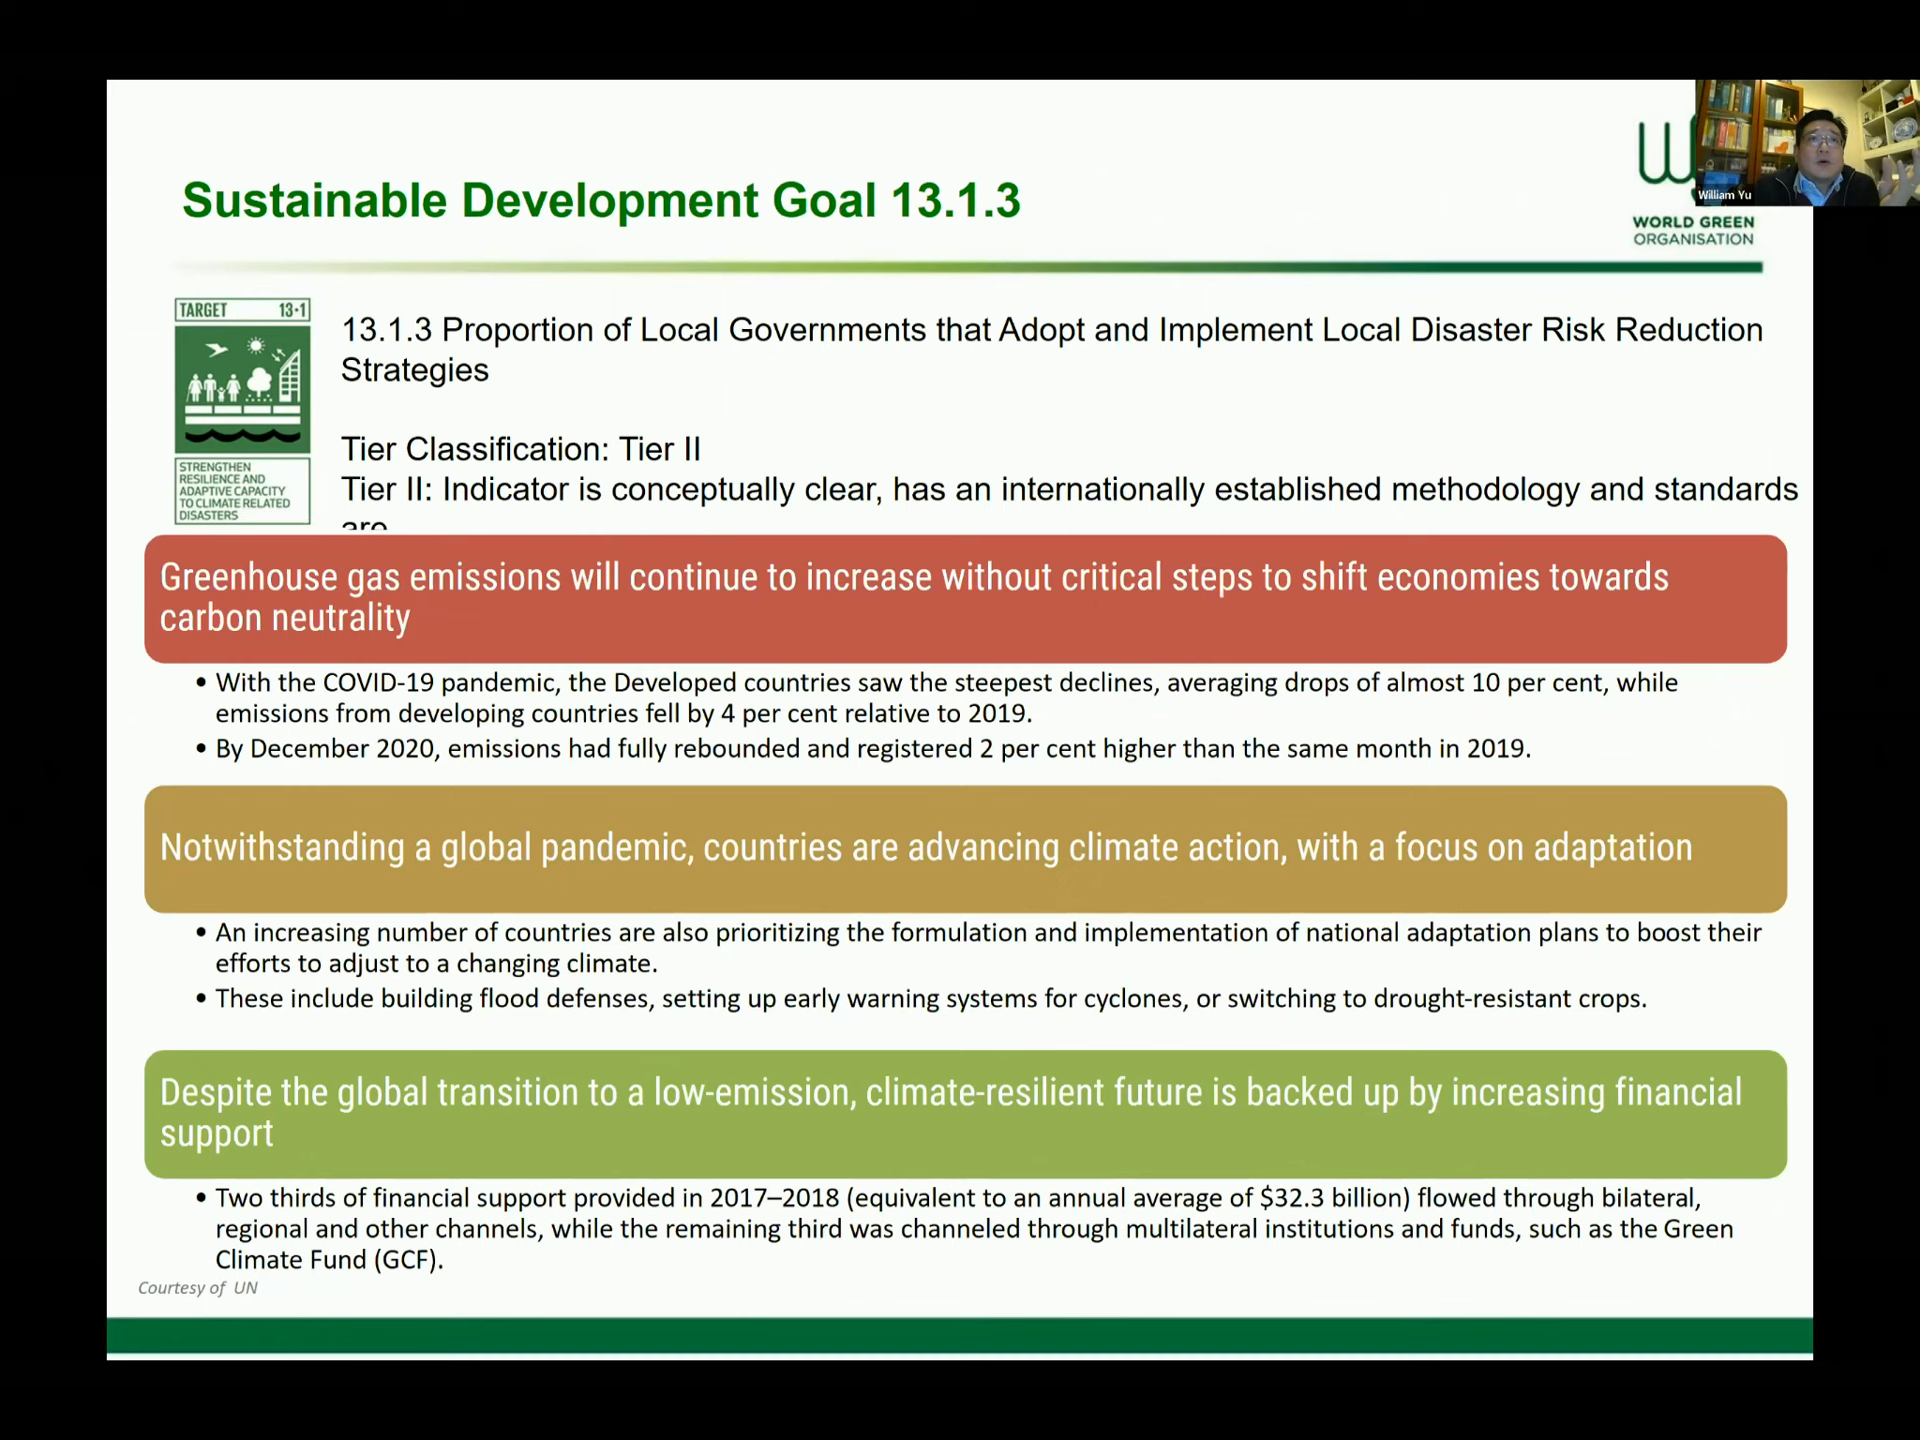 Sustainable Development Goal 13.1.3
William Yu
WORLD GREEN
ORGANISATION
TARGET 13·1
STRENGTHEN
RESILIENCE AND
ADAPTIVE CAPACITY
TO CLIMATE RELATED
DISASTERS
13.1.3 Proportion of Local Governments that Adopt and Implement Local Disaster Risk Reduction
Strategies
Tier Classification: Tier II
Tier II: Indicator is conceptually clear, has an internationally established methodology and standards
are
Greenhouse gas emissions will continue to increase without critical steps to shift economies towards
carbon neutrality
• With the COVID-19 pandemic, the Developed countries saw the steepest declines, averaging drops of almost 10 per cent, while
emissions from developing countries fell by 4 per cent relative to 2019.
• By December 2020, emissions had fully rebounded and registered 2 per cent higher than the same month in 2019.
Notwithstanding a global pandemic, countries are advancing climate action, with a focus on adaptation
• An increasing number of countries are also prioritizing the formulation and implementation of national adaptation plans to boost their
efforts to adjust to a changing climate.
• These include building flood defenses, setting up early warning systems for cyclones, or switching to drought-resistant crops.
Despite the global transition to a low-emission, climate-resilient future is backed up by increasing financial
support
• Two thirds of financial support provided in 2017–2018 (equivalent to an annual average of $32.3 billion) flowed through bilateral,
regional and other channels, while the remaining third was channeled through multilateral institutions and funds, such as the Green
Climate Fund (GCF).
Courtesy of UN